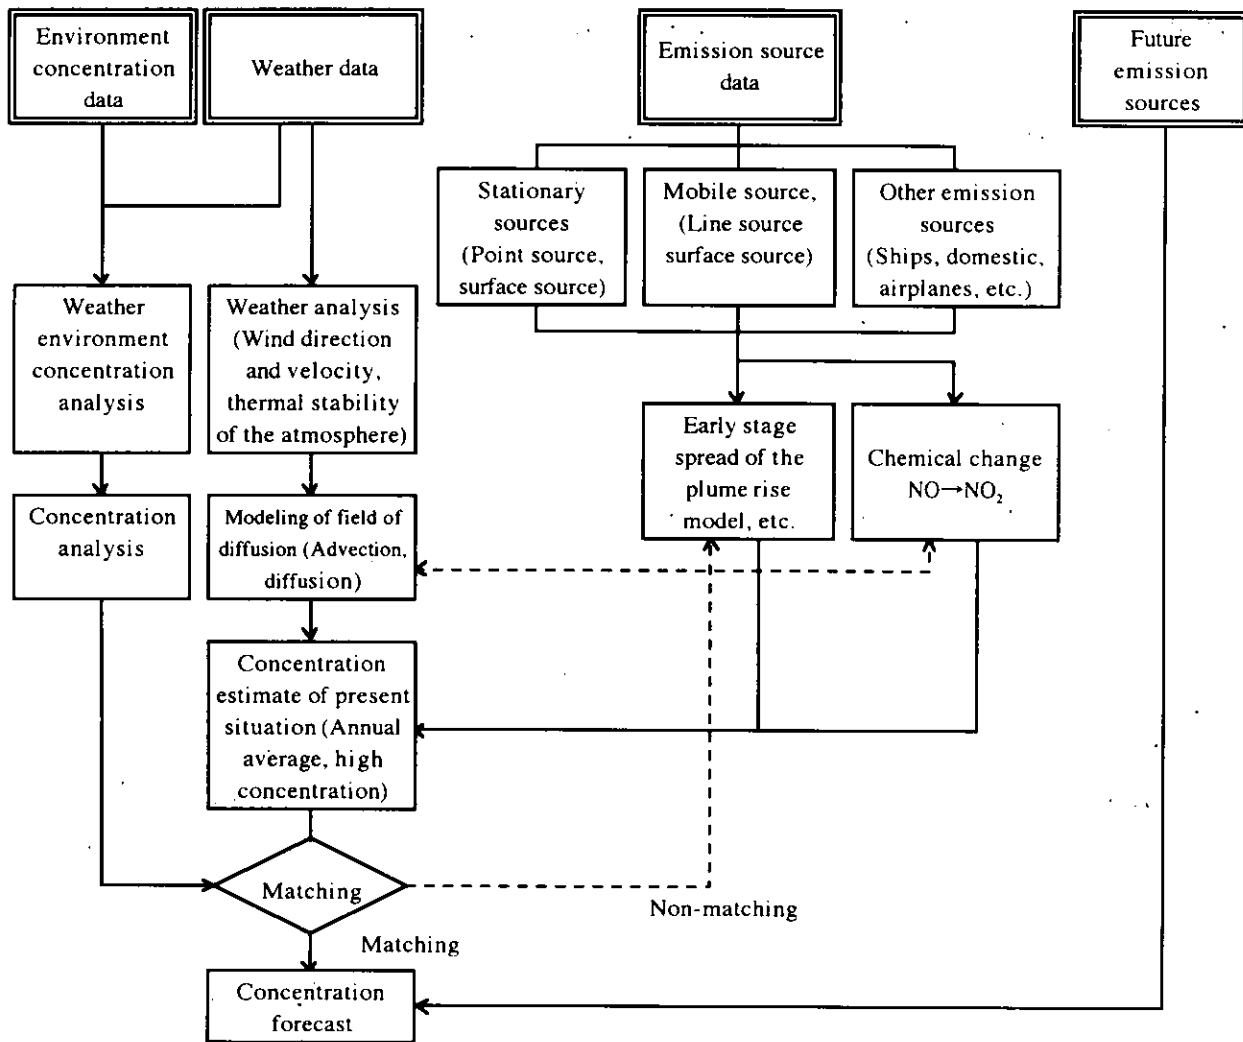 Environment
concentration
data
Weather data
Emission source
data
Future
emission
sources
Stationary
sources
(Point source,
surface source)
Mobile source,
(Line source
surface source)
Other emission
sources
(Ships, domestic,
airplanes, etc.)
Weather
environment
concentration
analysis
Weather analysis
(Wind direction
and velocity,
thermal stability
of the atmosphere)
Early stage
spread of the
plume rise
model, etc.
Chemical change
NO→NO₂
Concentration
analysis
Modeling of field of
diffusion (Advection,
diffusion)
Concentration
estimate of present
situation (Annual
average, high
concentration)
Matching
Non-matching
Matching
Concentration
forecast